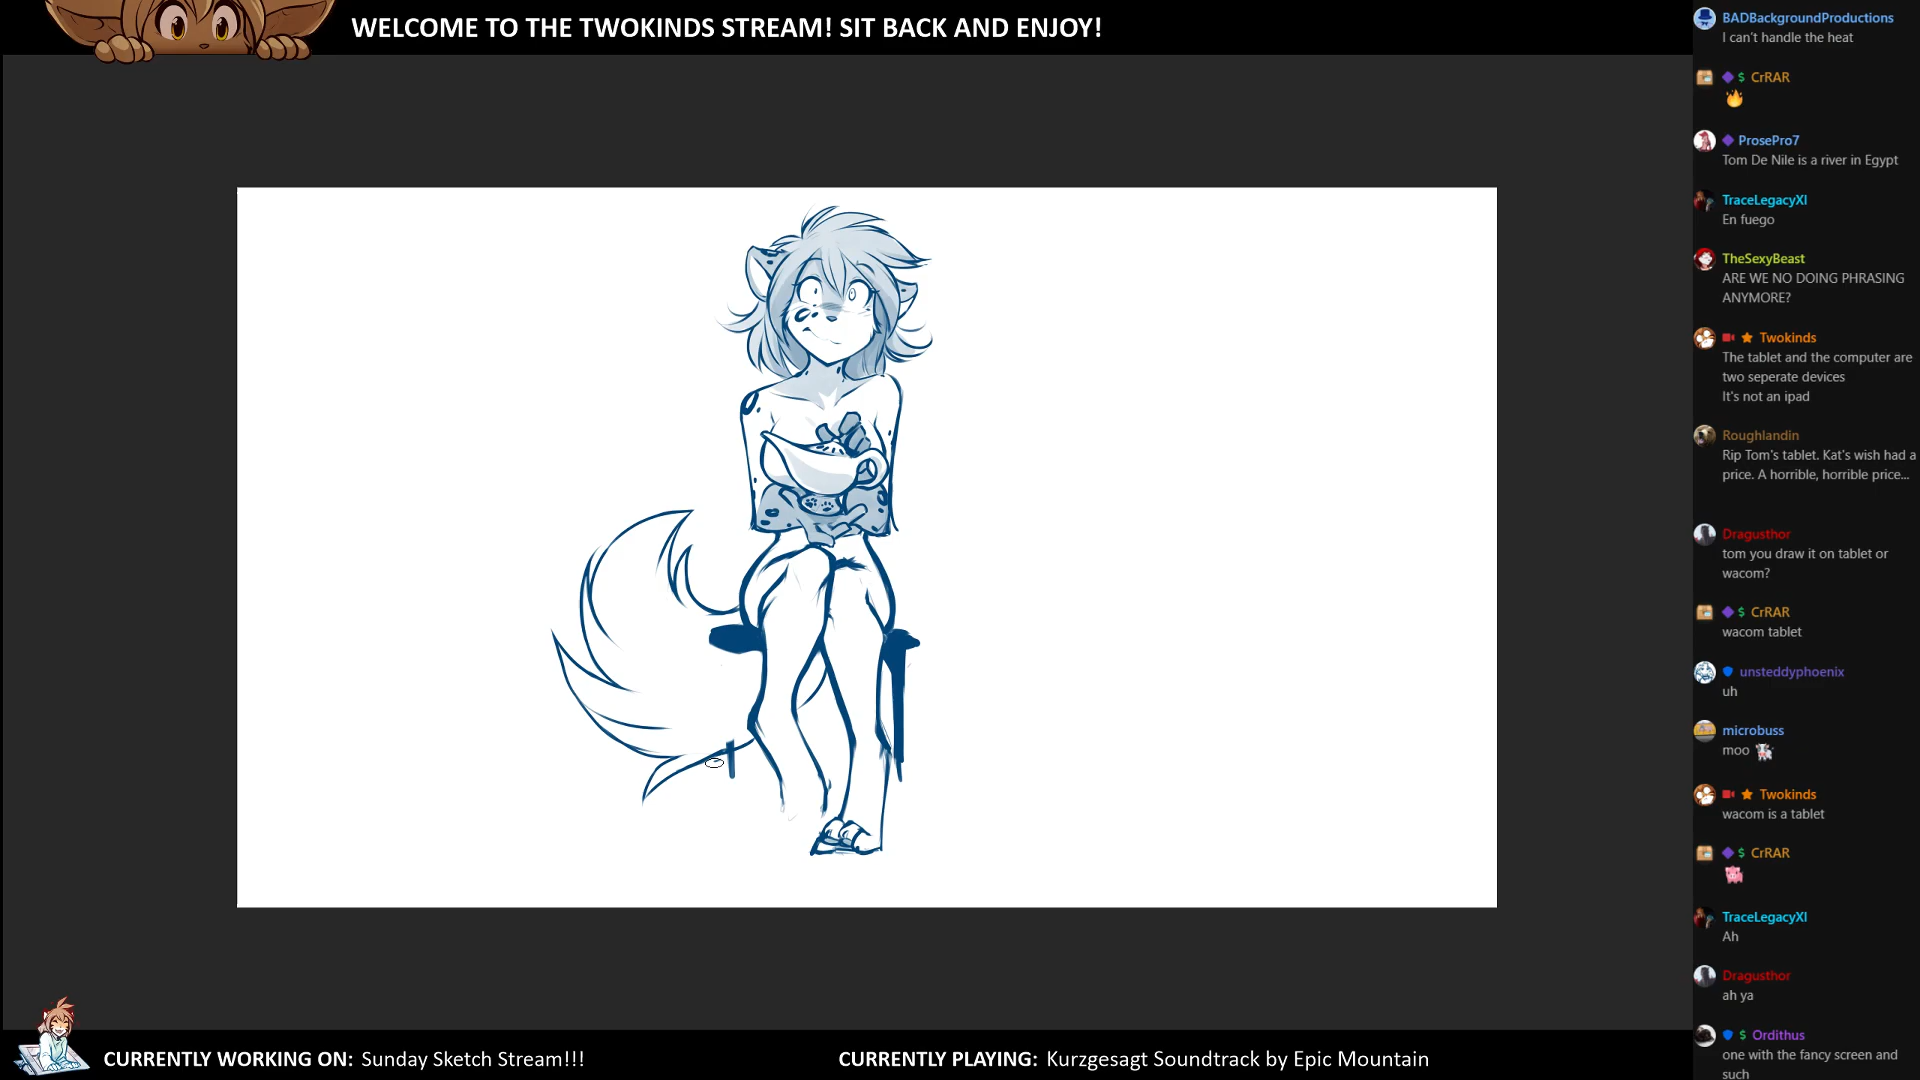 WELCOME TO THE TWOKINDS STREAM! SIT BACK AND ENJOY!
BADBackgroundProductions
I can't handle the heat
$ CrRAR
ProsePro7
Tom De Nile is a river in Egypt
TraceLegacyXI
En fuego
TheSexyBeast
ARE WE NO DOING PHRASING
ANYMORE?
Twokinds
The tablet and the computer are
two seperate devices
It's not an ipad
Roughlandin
Rip Tom's tablet. Kat's wish had a
price. A horrible, horrible price...
Dragusthor
tom you draw it on tablet or
wacom?
$ CrRAR
wacom tablet
unsteddyphoenix
uh
microbuss
moo
Twokinds
wacom is a tablet
$ CrRAR
TraceLegacyXI
Ah
Dragusthor
ah ya
$ Ordithus
one with the fancy screen and
such
CURRENTLY WORKING ON: Sunday Sketch Stream!!!
CURRENTLY PLAYING: Kurzgesagt Soundtrack by Epic Mountain